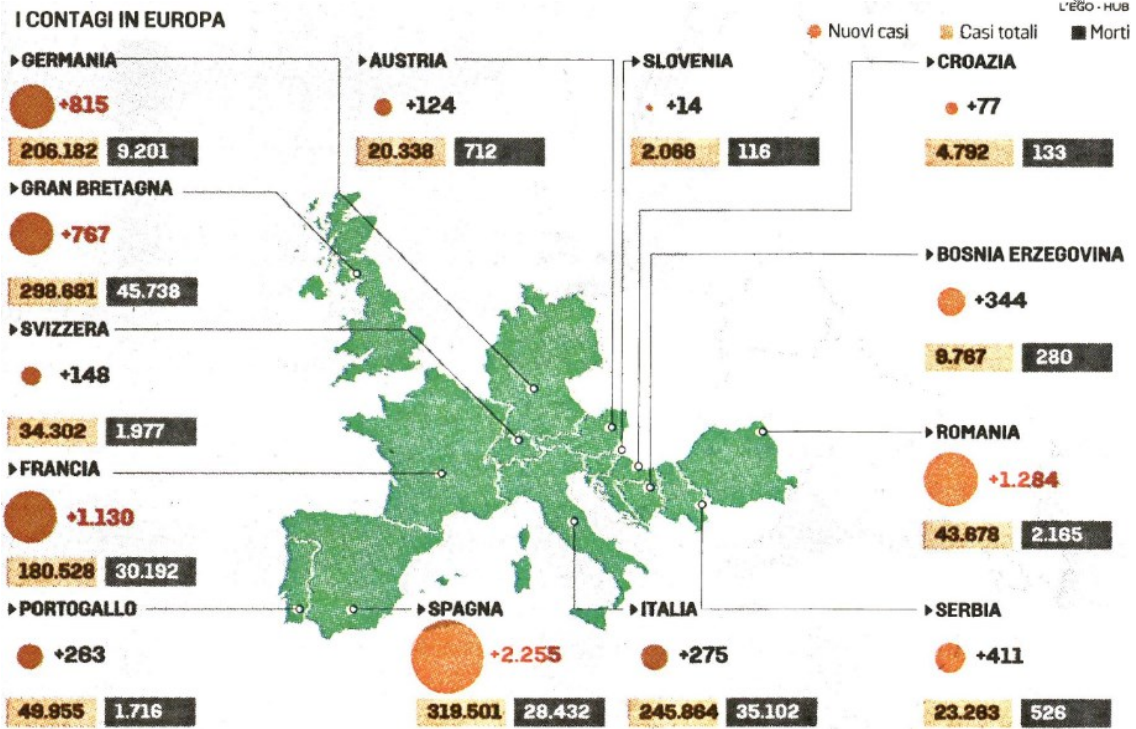 L'EGO - HUB
I CONTAGI IN EUROPA
Nuovi casi Casi totali Morti
GERMANIA
+815
206.182 9.201
AUSTRIA
+124
20.338 712
SLOVENIA
+14
2.066 116
CROAZIA
+77
4.792 133
GRAN BRETAGNA
+767
298.681 45.738
BOSNIA ERZEGOVINA
+344
9.767 280
SVIZZERA
+148
34.302 1.977
ROMANIA
+1.284
43.678 2.165
FRANCIA
+1.130
180.528 30.192
PORTOGALLO
+263
49.955 1.716
SPAGNA
+2.255
319.501 28.432
ITALIA
+275
245.864 35.102
SERBIA
+411
23.263 526